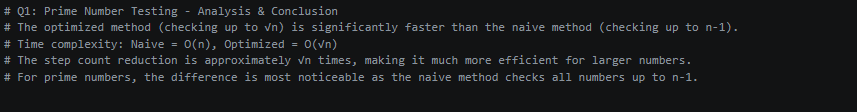 # Q1: Prime Number Testing - Analysis & Conclusion
# The optimized method (checking up to √n) is significantly faster than the naive method (checking up to n-1).
# Time complexity: Naive = O(n), Optimized = O(√n)
# The step count reduction is approximately √n times, making it much more efficient for larger numbers.
# For prime numbers, the difference is most noticeable as the naive method checks all numbers up to n-1.